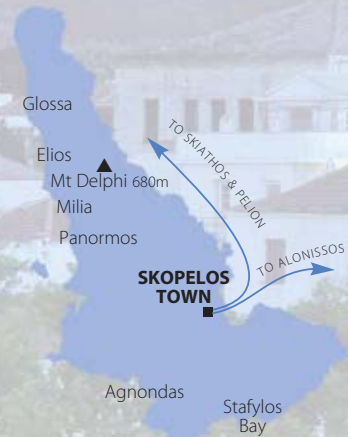 Glossa
TO SKIATHOS & PELION
Elios
Mt Delphi 680m
Milia
Panormos
TO ALONISSOS
SKOPELOS
TOWN
Agnondas
Stafylos
Bay